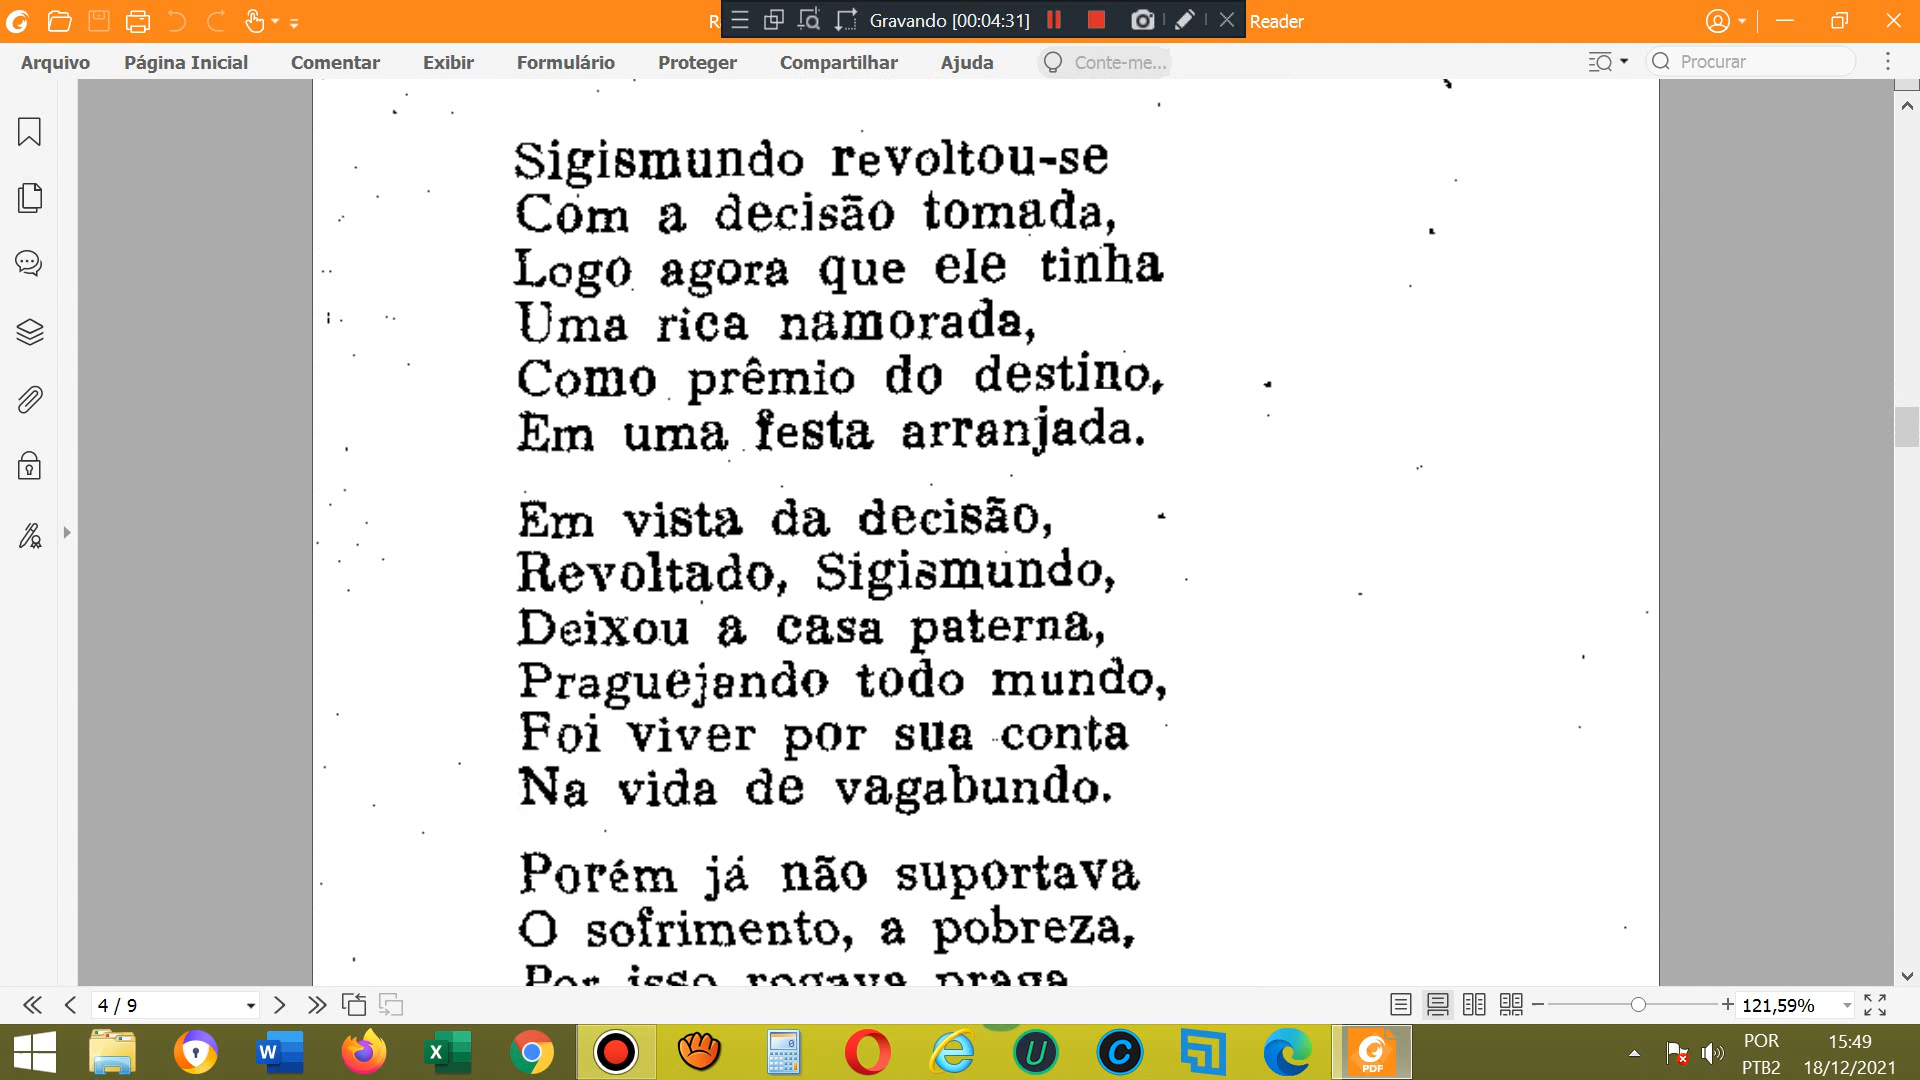 R
Gravando [00:04:31]
Reader
Arquivo Página Inicial Comentar Exibir Formulário Proteger Compartilhar Ajuda Conte-me... Procurar
Sigismundo revoltou-se
Com a decisão tomada,
Logo agora que ele tinha
Uma rica namorada,
Como prêmio do destino,
Em uma festa arranjada.
Em vista da decisão,
Revoltado, Sigismundo,
Deixou a casa paterna,
Praguejando todo mundo,
Foi viver por sua conta
Na vida de vagabundo.
Porém já não suportava
O sofrimento, a pobreza,
Por isso rogava praga
4 / 9
121,59%
POR
PTB2
15:49
18/12/2021